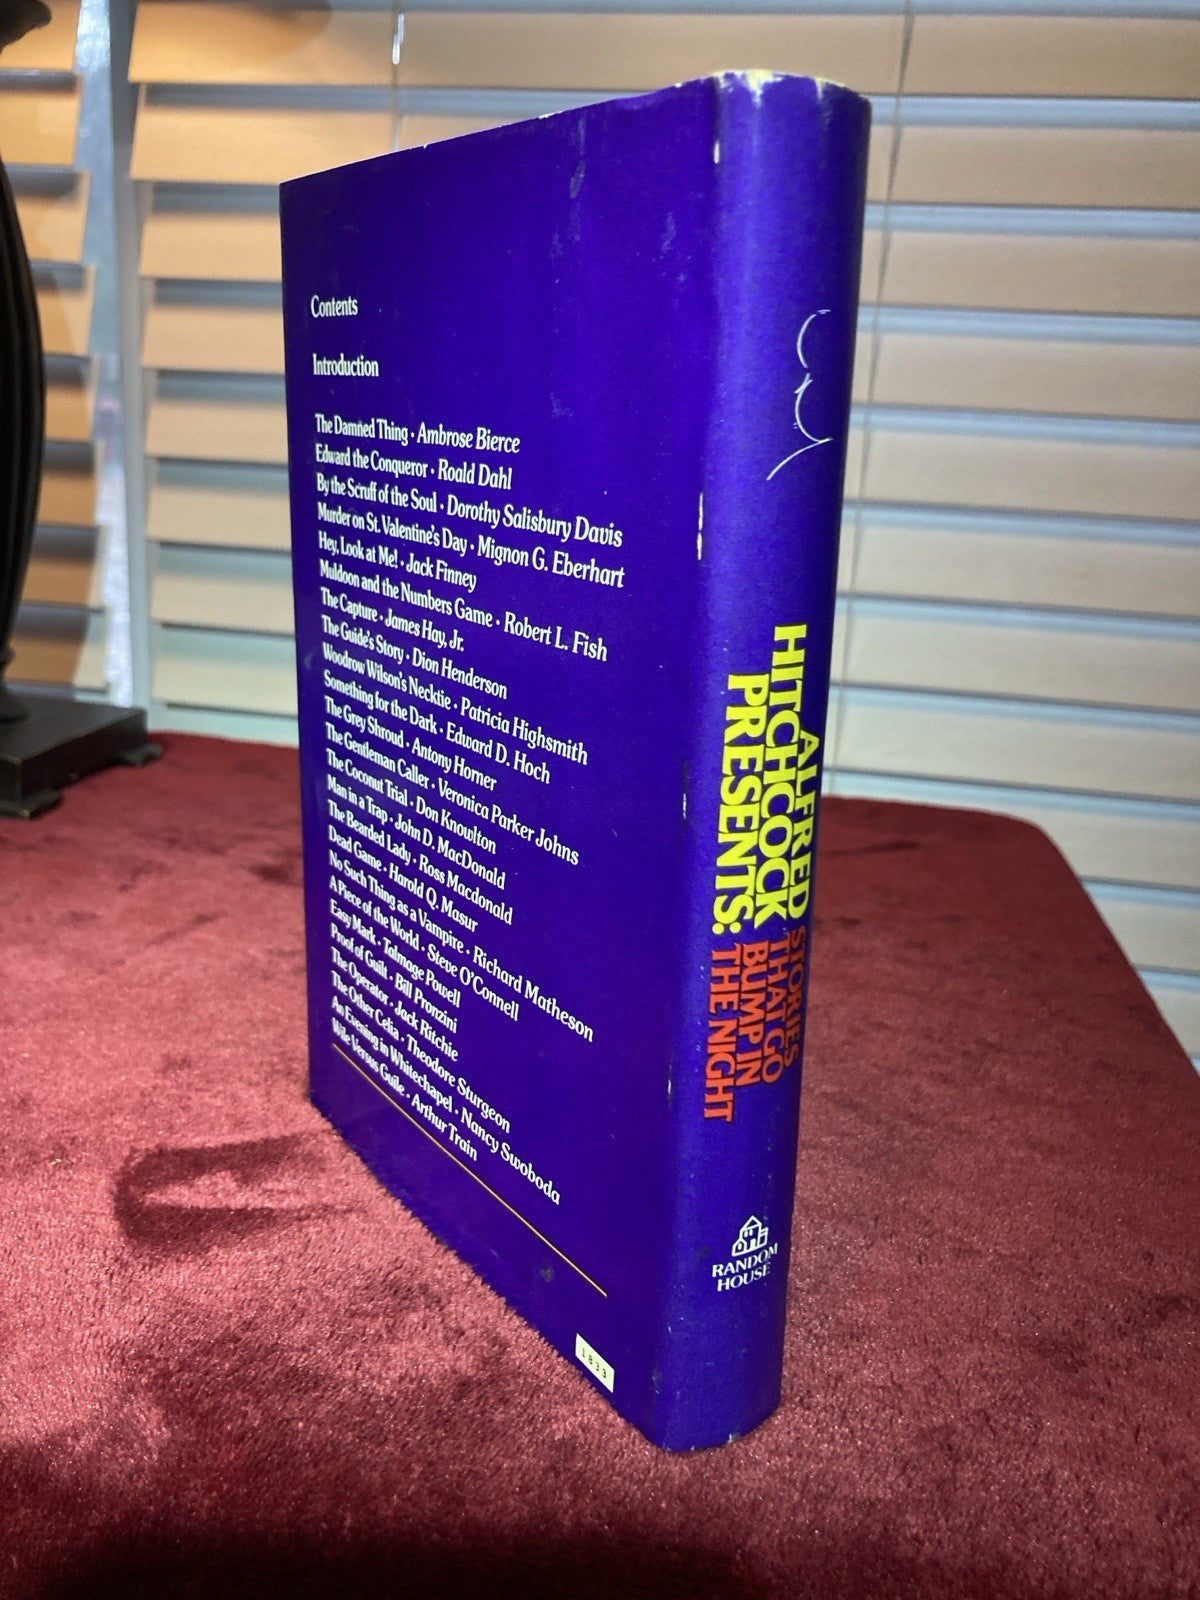 Contents
Introduction
The Damned Thing • Ambrose Bierce
Edward the Conqueror • Roald Dahl
By the Scruff of the Soul • Dorothy Salisbury Davis
Murder on St. Valentine's Day • Mignon G. Eberhart
Hey, Look at Me! • Jack Finney
Muldoon and the Numbers Game • Robert L. Fish
The Capture • James Hay, Jr.
The Guide's Story • Dion Henderson
Woodrow Wilson's Necktie • Patricia Highsmith
Something for the Dark • Edward D. Hoch
The Grey Shroud • Antony Horner
The Gentleman Caller • Veronica Parker Johns
The Coconut Trial • Don Knowlton
Man in a Trap • John D. MacDonald
The Bearded Lady • Ross Macdonald
Dead Game • Harold Q. Masur
No Such Thing as a Vampire • Richard Matheson
A Piece of the World • Steve O'Connell
Easy Mark • Talmage Powell
Proof of Guilt • Bill Pronzini
The Operator • Jack Ritchie
The Other Celia • Theodore Sturgeon
An Evening in Whitechapel • Nancy Swoboda
Wile Versus Guile • Arthur Train
1833
ALFRED
HITCHCOCK
PRESENTS:
STORIES
THAT GO
BUMP IN
THE NIGHT
RANDOM
HOUSE